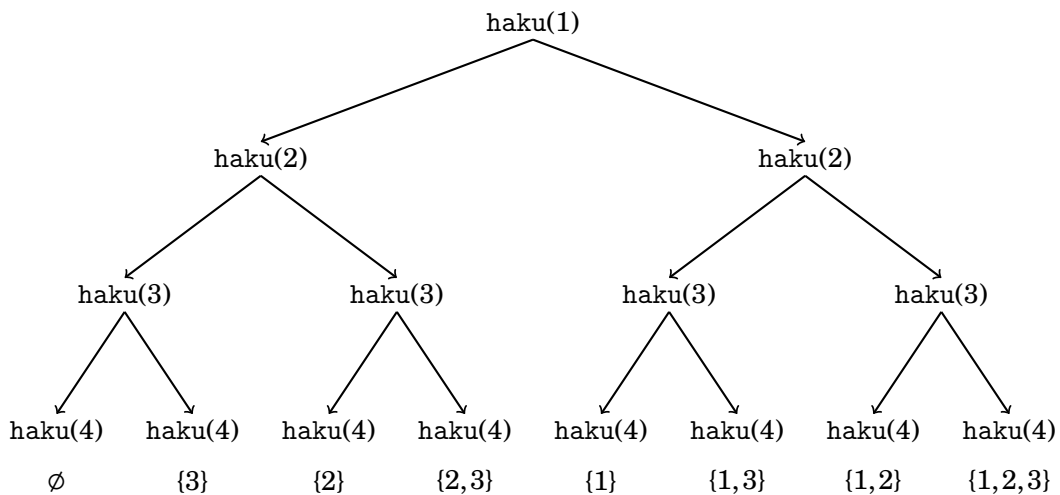 haku(1)
haku(2) haku(2)
haku(3) haku(3) haku(3) haku(3)
haku(4) haku(4) haku(4) haku(4) haku(4) haku(4) haku(4) haku(4)
∅ {3} {2} {2,3} {1} {1,3} {1,2} {1,2,3}